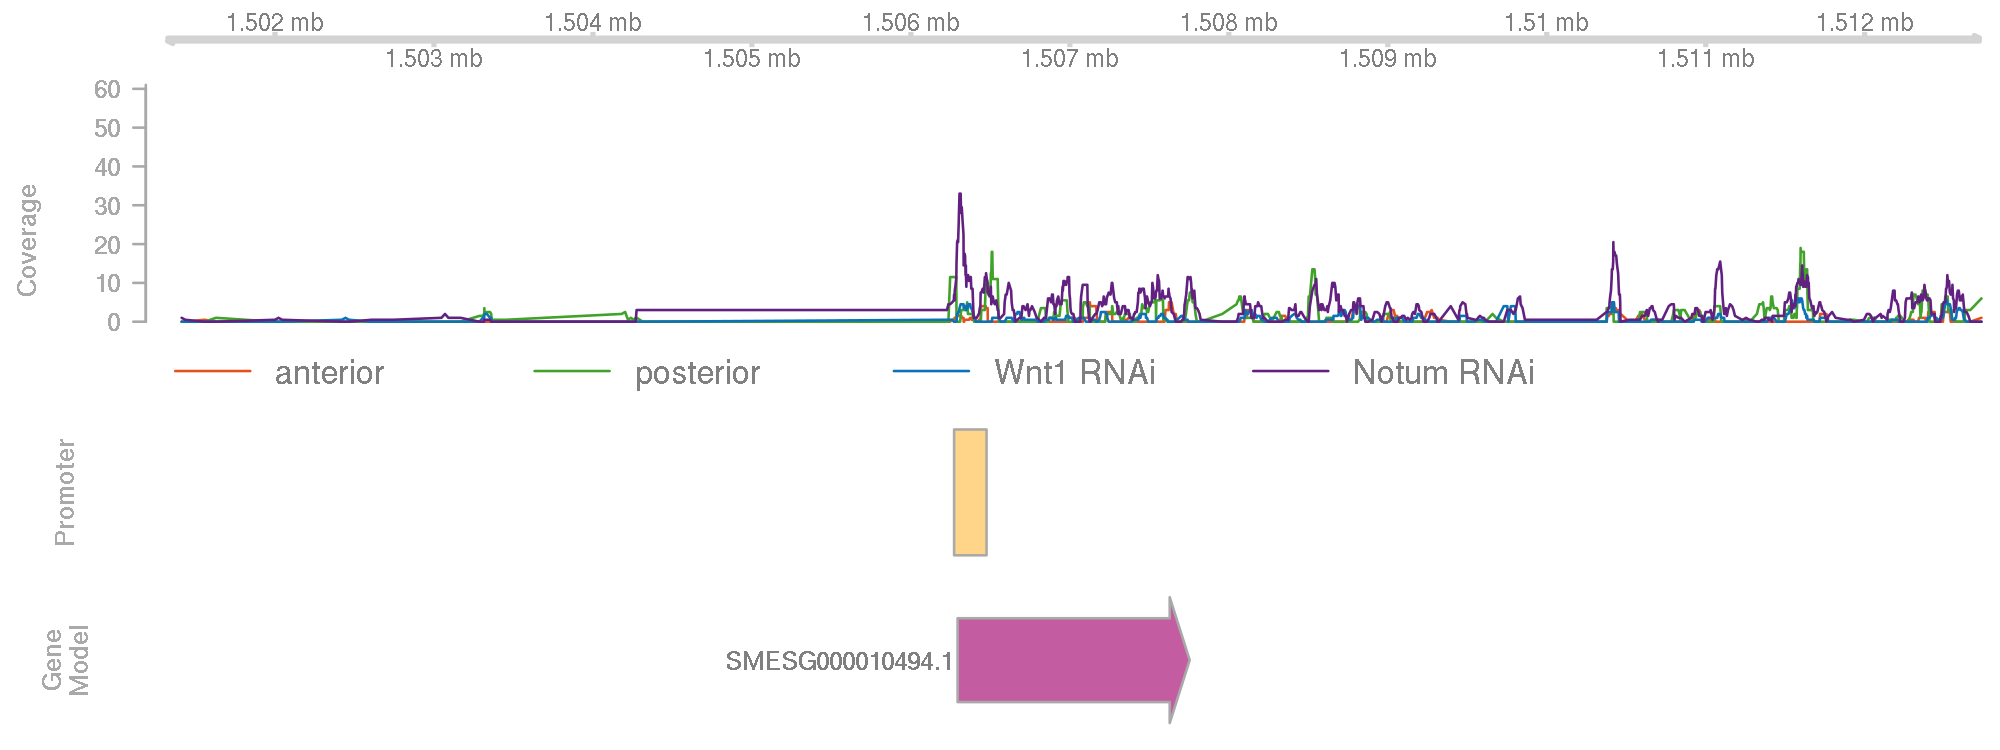 1.502 mb 1.504 mb 1.506 mb 1.508 mb 1.51 mb 1.512 mb
1.503 mb 1.505 mb 1.507 mb 1.509 mb 1.511 mb
60
50
40
30
20
10
0
Coverage
anterior posterior Wnt1 RNAi Notum RNAi
Promoter
Gene
Model
SMESG000010494.1